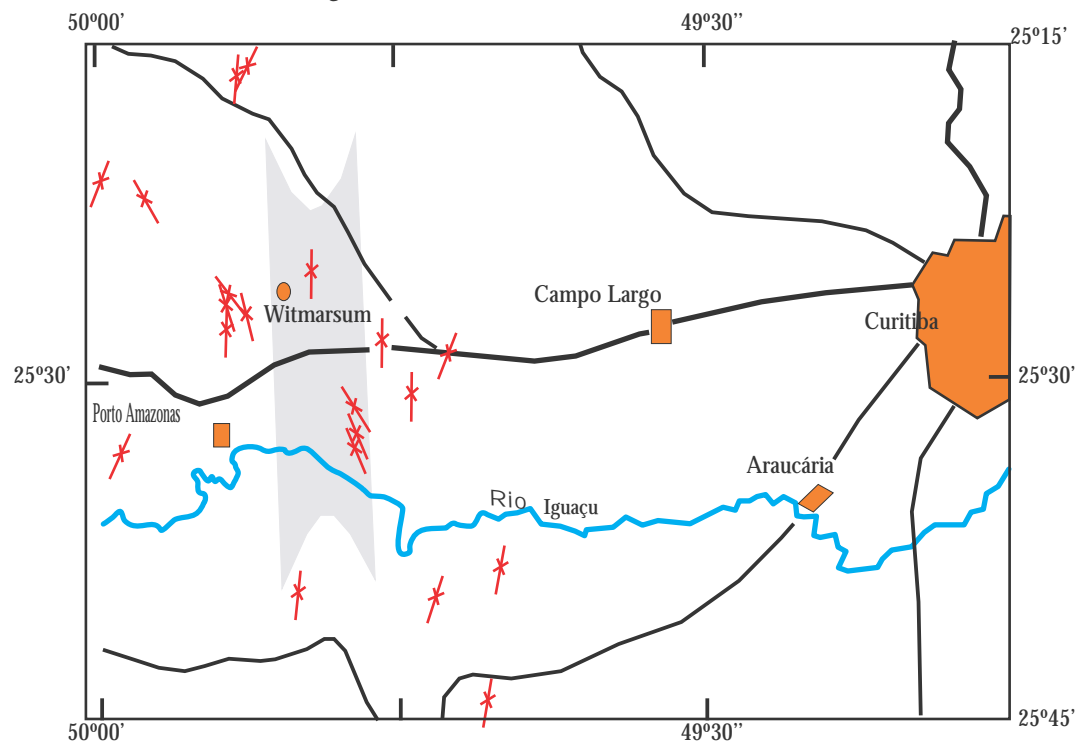 50º00'
49º30”
25º15'
Campo Largo
Witmarsum
Curitiba
25º30'
25º30'
Porto Amazonas
Araucária
Rio Iguaçu
50º00'
49º30”
25º45'